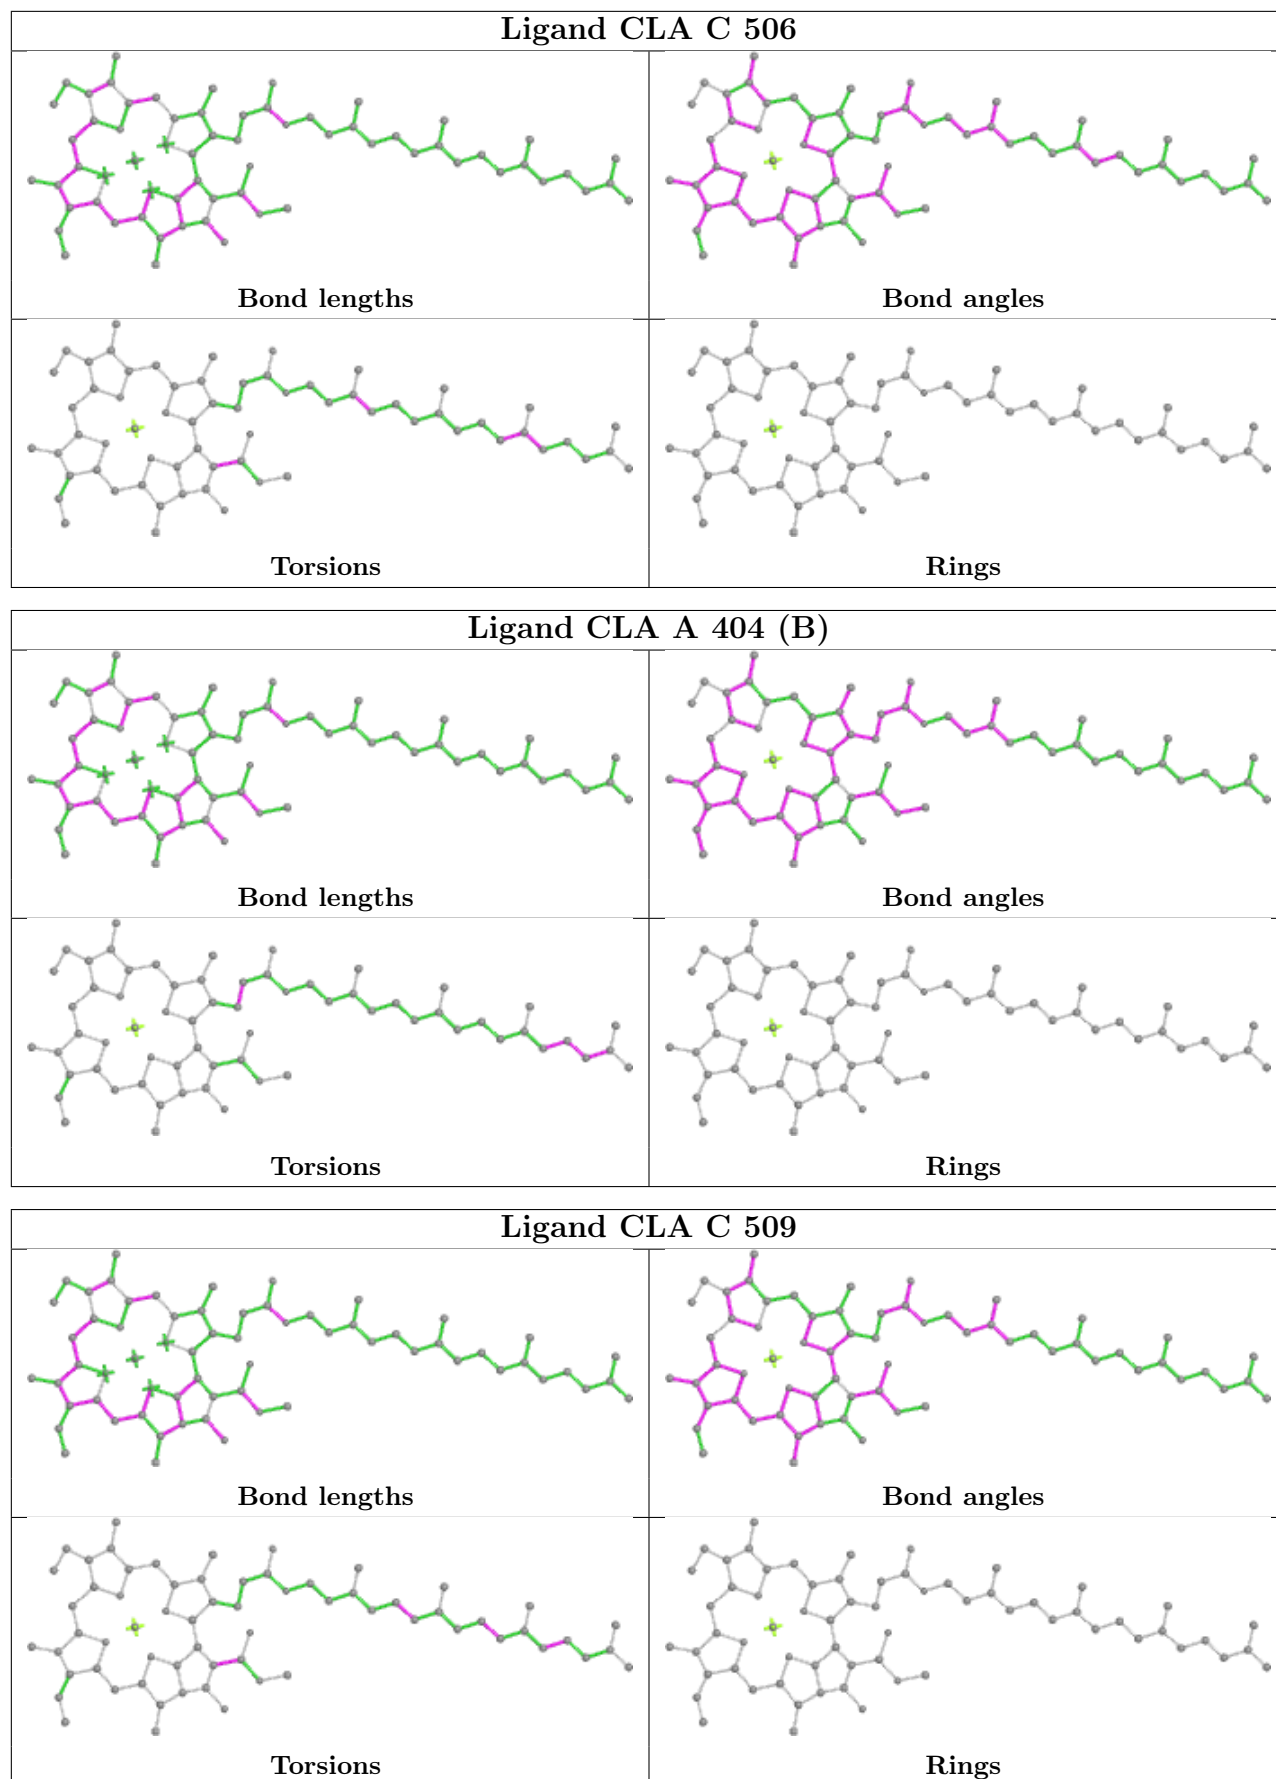 Ligand CLA C 506
Bond lengths
Bond angles
Torsions
Rings
Ligand CLA A 404 (B)
Bond lengths
Bond angles
Torsions
Rings
Ligand CLA C 509
Bond lengths
Bond angles
Torsions
Rings